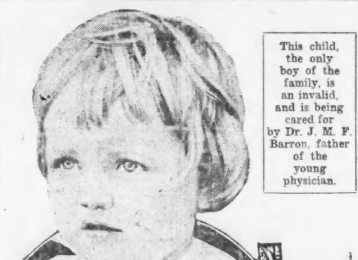 This child,
the only
boy of the
family, is
an invalid,
and is being
cared for
by Dr. J. M. F.
Barron, father
of the
young
physician.